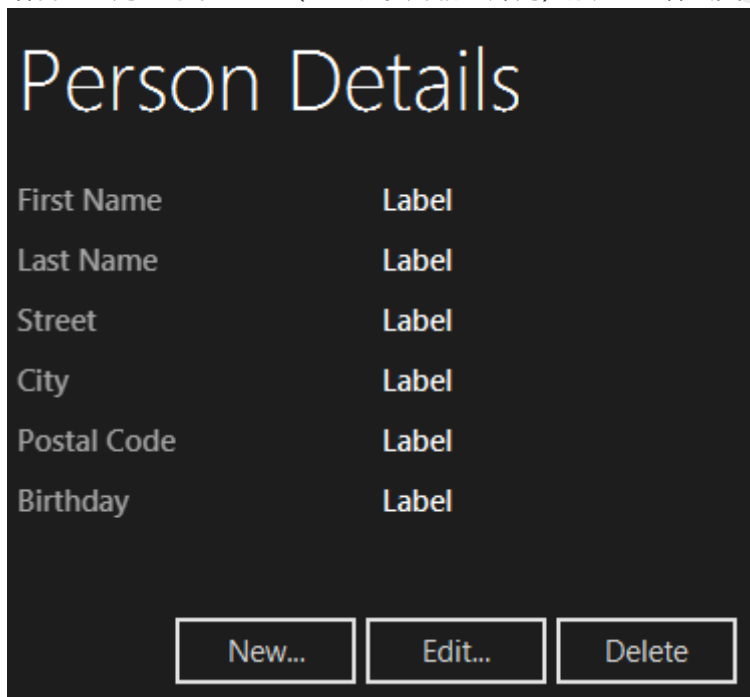 Person Details
First Name Label
Last Name Label
Street Label
City Label
Postal Code Label
Birthday Label
New... Edit... Delete